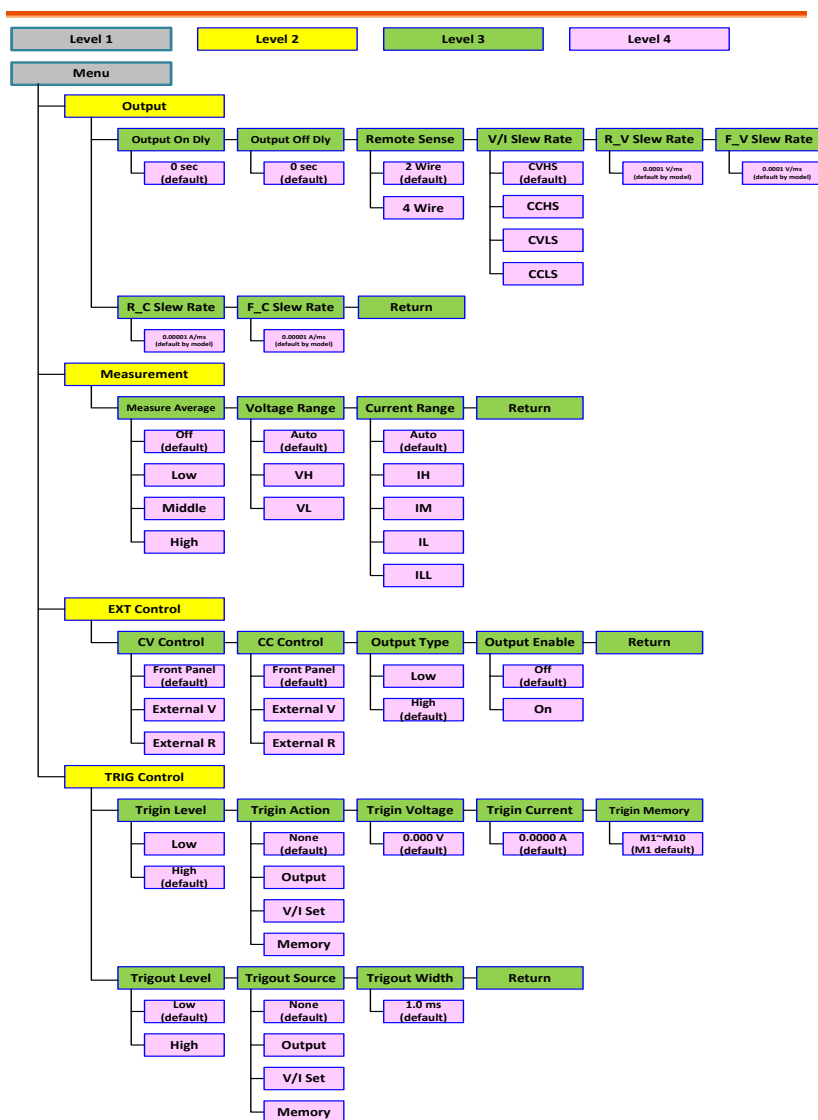 Level 1
Level 2
Level 3
Level 4
Menu
Output
Output On Dly
Output Off Dly
Remote Sense
V/I Slew Rate
R_V Slew Rate
F_V Slew Rate
0 sec
(default)
0 sec
(default)
2 Wire
(default)
CVHS
(default)
0.0001 V/ms
(default by model)
0.0001 V/ms
(default by model)
4 Wire
CCHS
CVLS
CCLS
R_C Slew Rate
F_C Slew Rate
Return
0.00001 A/ms
(default by model)
0.00001 A/ms
(default by model)
Measurement
Measure Average
Voltage Range
Current Range
Return
Off
(default)
Auto
(default)
Auto
(default)
Low
VH
IH
Middle
VL
IM
High
IL
ILL
EXT Control
CV Control
CC Control
Output Type
Output Enable
Return
Front Panel
(default)
Front Panel
(default)
Low
Off
(default)
External V
External V
High
(default)
On
External R
External R
TRIG Control
Trigin Level
Trigin Action
Trigin Voltage
Trigin Current
Trigin Memory
Low
None
(default)
0.000 V
(default)
0.0000 A
(default)
M1~M10
(M1 default)
High
(default)
Output
V/I Set
Memory
Trigout Level
Trigout Source
Trigout Width
Return
Low
(default)
None
(default)
1.0 ms
(default)
High
Output
V/I Set
Memory